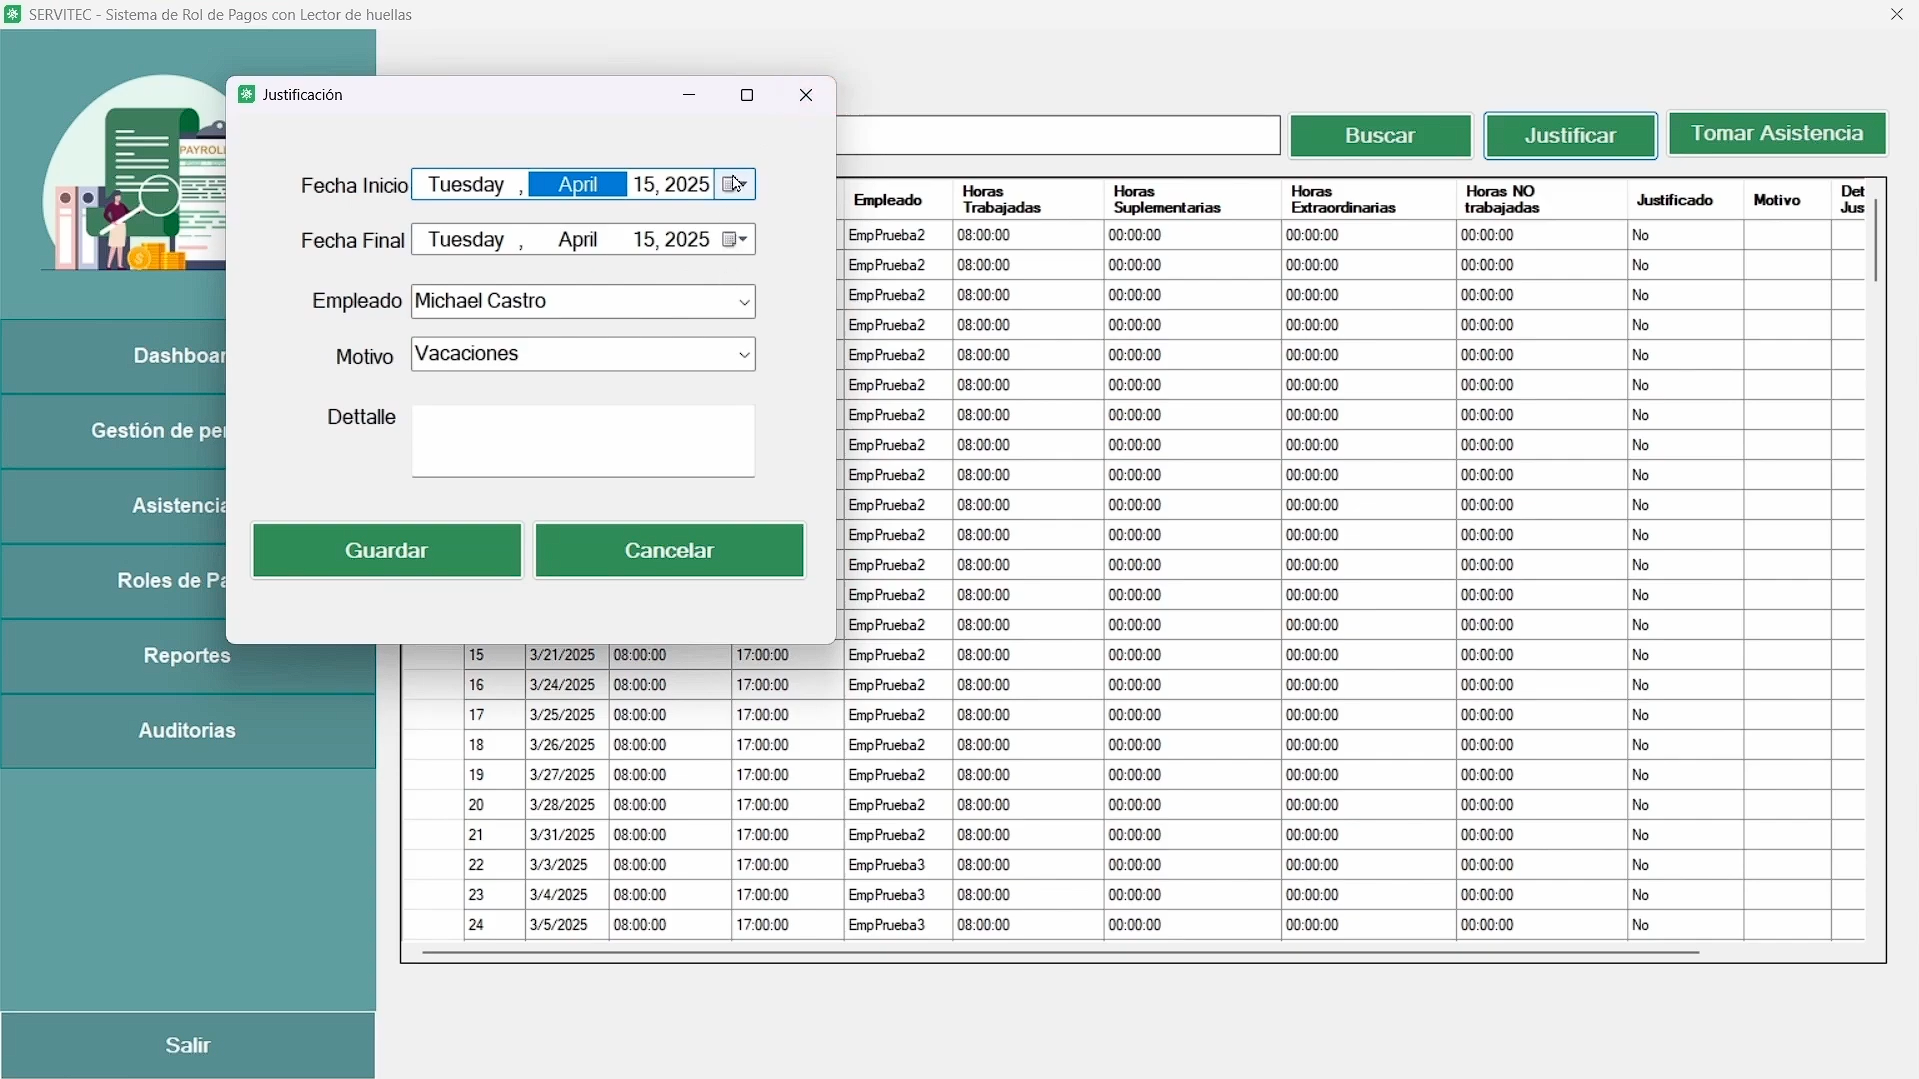 SERVITEC - Sistema de Rol de Pagos con Lector de huellas
PAYROLL
Justificación
Fecha Inicio Tuesday , April 15, 2025
Fecha Final Tuesday , April 15, 2025
Empleado Michael Castro
Motivo Vacaciones
Dettalle
Guardar Cancelar
Buscar Justificar Tomar Asistencia
Dashboar
Gestión de per
Asistencia
Roles de Pa
Reportes
Auditorias
Salir
Empleado Horas Trabajadas Horas Suplementarias Horas Extraordinarias Horas NO trabajadas Justificado Motivo Det Jus
EmpPrueba2 08:00:00 00:00:00 00:00:00 00:00:00 No
EmpPrueba2 08:00:00 00:00:00 00:00:00 00:00:00 No
EmpPrueba2 08:00:00 00:00:00 00:00:00 00:00:00 No
EmpPrueba2 08:00:00 00:00:00 00:00:00 00:00:00 No
EmpPrueba2 08:00:00 00:00:00 00:00:00 00:00:00 No
EmpPrueba2 08:00:00 00:00:00 00:00:00 00:00:00 No
EmpPrueba2 08:00:00 00:00:00 00:00:00 00:00:00 No
EmpPrueba2 08:00:00 00:00:00 00:00:00 00:00:00 No
EmpPrueba2 08:00:00 00:00:00 00:00:00 00:00:00 No
EmpPrueba2 08:00:00 00:00:00 00:00:00 00:00:00 No
EmpPrueba2 08:00:00 00:00:00 00:00:00 00:00:00 No
EmpPrueba2 08:00:00 00:00:00 00:00:00 00:00:00 No
EmpPrueba2 08:00:00 00:00:00 00:00:00 00:00:00 No
EmpPrueba2 08:00:00 00:00:00 00:00:00 00:00:00 No
15 3/21/2025 08:00:00 17:00:00 EmpPrueba2 08:00:00 00:00:00 00:00:00 00:00:00 No
16 3/24/2025 08:00:00 17:00:00 EmpPrueba2 08:00:00 00:00:00 00:00:00 00:00:00 No
17 3/25/2025 08:00:00 17:00:00 EmpPrueba2 08:00:00 00:00:00 00:00:00 00:00:00 No
18 3/26/2025 08:00:00 17:00:00 EmpPrueba2 08:00:00 00:00:00 00:00:00 00:00:00 No
19 3/27/2025 08:00:00 17:00:00 EmpPrueba2 08:00:00 00:00:00 00:00:00 00:00:00 No
20 3/28/2025 08:00:00 17:00:00 EmpPrueba2 08:00:00 00:00:00 00:00:00 00:00:00 No
21 3/31/2025 08:00:00 17:00:00 EmpPrueba2 08:00:00 00:00:00 00:00:00 00:00:00 No
22 3/3/2025 08:00:00 17:00:00 EmpPrueba3 08:00:00 00:00:00 00:00:00 00:00:00 No
23 3/4/2025 08:00:00 17:00:00 EmpPrueba3 08:00:00 00:00:00 00:00:00 00:00:00 No
24 3/5/2025 08:00:00 17:00:00 EmpPrueba3 08:00:00 00:00:00 00:00:00 00:00:00 No